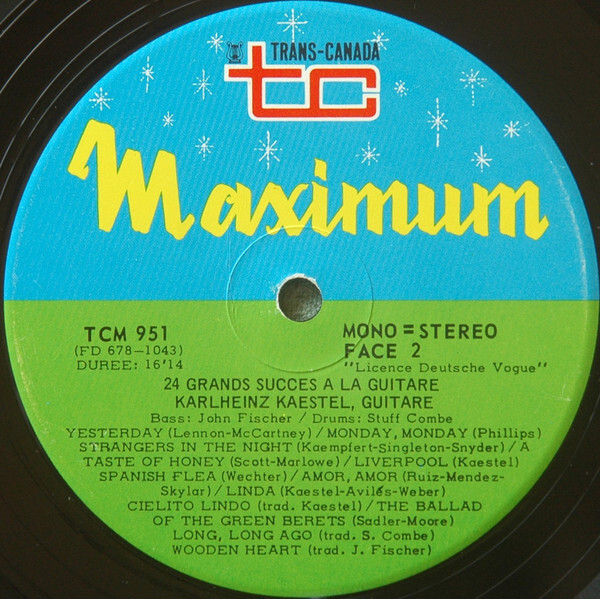 TRANS-CANADA
tc
Maximum
TCM 951
(FD 678-1043)
DUREE: 16'14
MONO = STEREO
FACE 2
"Licence Deutsche Vogue"
24 GRANDS SUCCES A LA GUITARE
KARLHEINZ KAESTEL, GUITARE
Bass: John Fischer / Drums: Stuff Combe
YESTERDAY (Lennon-McCartney) / MONDAY, MONDAY (Phillips)
STRANGERS IN THE NIGHT (Kaempfert-Singleton-Snyder) / A
TASTE OF HONEY (Scott-Marlowe) / LIVERPOOL (Kaestel)
SPANISH FLEA (Wechter) / AMOR, AMOR (Ruiz-Mendez-
Skylar) / LINDA (Kaestel-Avilés-Weber)
CIELITO LINDO (trad. Kaestel) / THE BALLAD
OF THE GREEN BERETS (Sadler-Moore)
LONG, LONG AGO (trad. S. Combe)
WOODEN HEART (trad. J. Fischer)